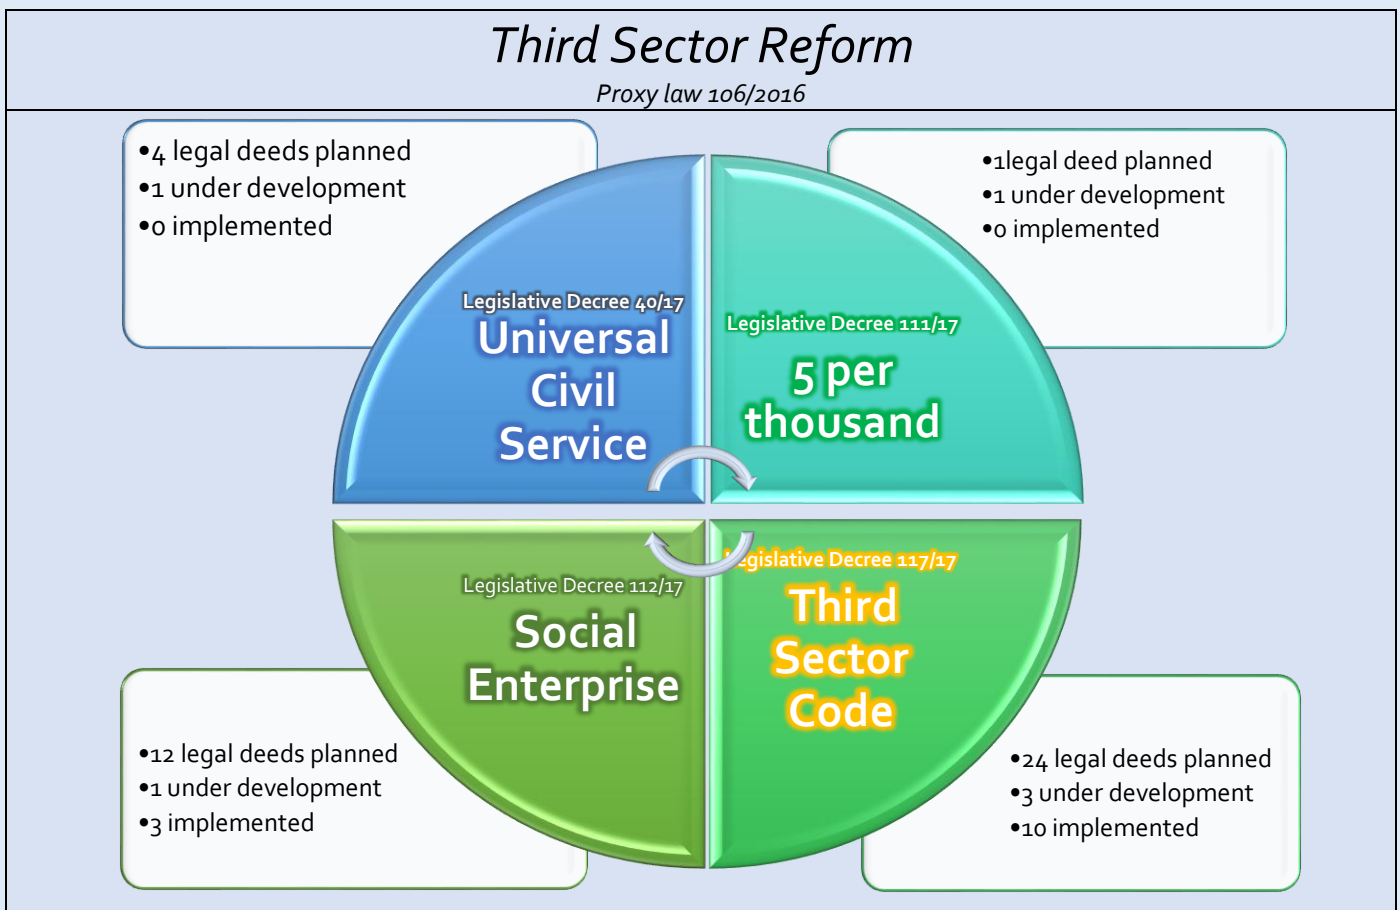 Third Sector Reform
Proxy law 106/2016
•4 legal deeds planned
•1 under development
•0 implemented
•1legal deed planned
•1 under development
•0 implemented
Legislative Decree 40/17
Universal
Civil
Service
Legislative Decree 111/17
5 per
thousand
Legislative Decree 112/17
Social
Enterprise
Legislative Decree 117/17
Third
Sector
Code
•12 legal deeds planned
•1 under development
•3 implemented
•24 legal deeds planned
•3 under development
•10 implemented